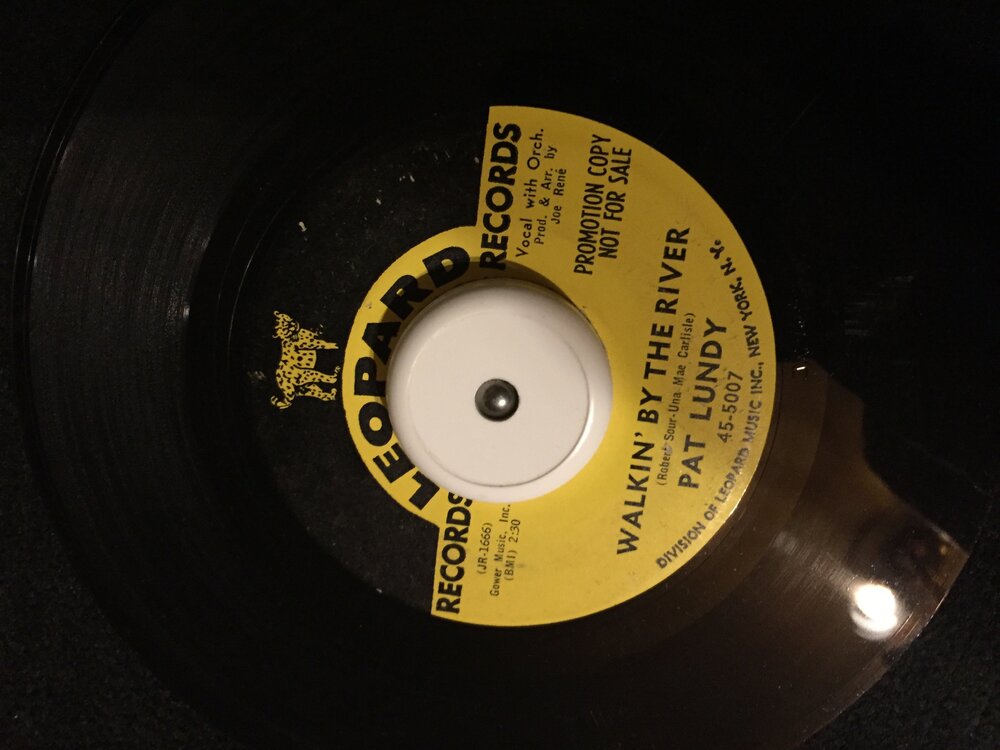 LEOPARD
RECORDS
RECORDS
(JR-1666)
Gower Music, Inc.
(BMI) 2:30
Vocal with Orch.
Prod. & Arr. by
Joe René
PROMOTION COPY
NOT FOR SALE
WALKIN' BY THE RIVER
(Robert Sour-Una Mae Carlisle)
PAT LUNDY
45-5007
DIVISION OF LEOPARD MUSIC INC., NEW YORK, N.Y.